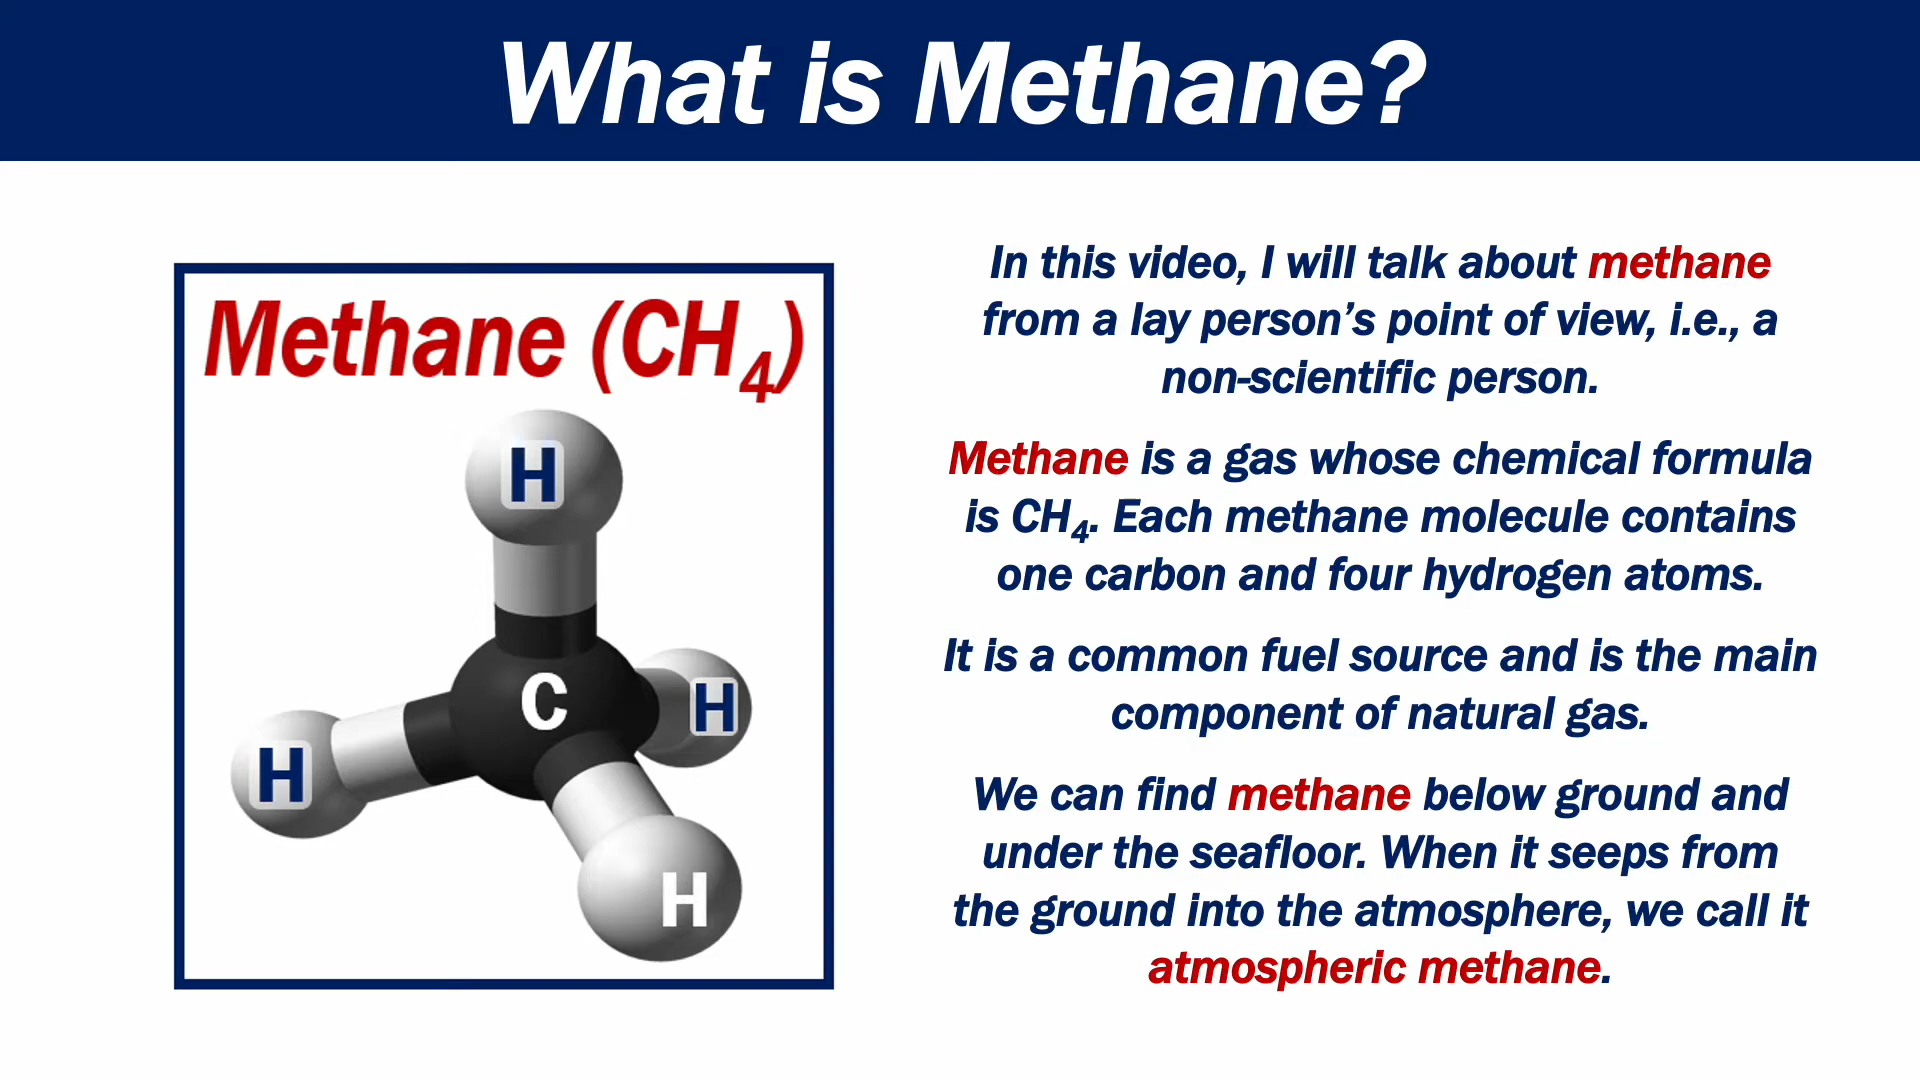 What is Methane?
Methane (CH₄)
H
C
H
H
H
In this video, I will talk about methane
from a lay person’s point of view, i.e., a
non-scientific person.
Methane is a gas whose chemical formula
is CH₄. Each methane molecule contains
one carbon and four hydrogen atoms.
It is a common fuel source and is the main
component of natural gas.
We can find methane below ground and
under the seafloor. When it seeps from
the ground into the atmosphere, we call it
atmospheric methane.